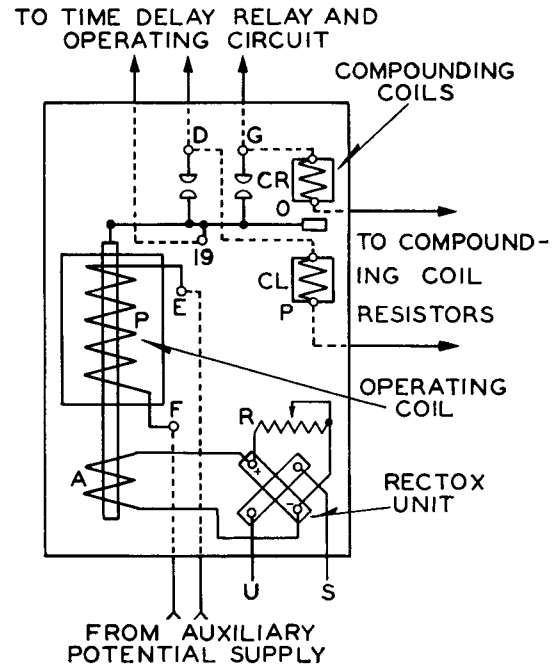 TO TIME DELAY RELAY AND
OPERATING CIRCUIT
COMPOUNDING
COILS
D
G
CR
O
19
TO COMPOUND-
ING COIL
RESISTORS
CL
P
E
P
OPERATING
COIL
F
R
A
+
-
RECTOX
UNIT
U
S
FROM AUXILIARY
POTENTIAL SUPPLY